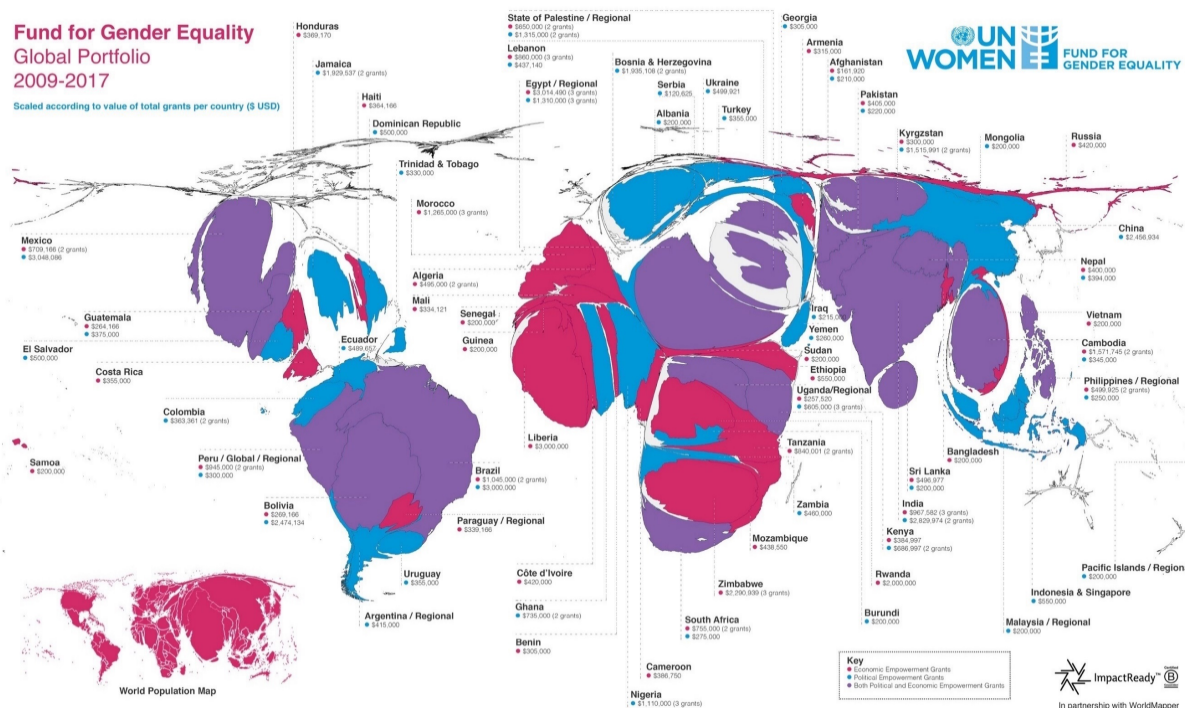 Fund for Gender Equality
Global Portfolio
2009-2017
Scaled according to value of total grants per country ($ USD)
Honduras
$369,170
Jamaica
$1,929,537 (2 grants)
Haiti
$364,166
Dominican Republic
$500,000
Trinidad & Tobago
$330,000
Morocco
$1,265,000 (3 grants)
Algeria
$495,000 (2 grants)
Mali
$334,121
Senegal
$200,000
Guinea
$200,000
State of Palestine / Regional
$650,000 (2 grants)
$1,315,000 (2 grants)
Lebanon
$860,000 (3 grants)
$437,140
Egypt / Regional
$3,014,490 (3 grants)
$1,310,000 (3 grants)
Bosnia & Herzegovina
$1,935,108 (2 grants)
Serbia
$120,625
Ukraine
$499,921
Albania
$200,000
Turkey
$355,000
Georgia
$305,000
Armenia
$315,000
Afghanistan
$161,920
$210,000
Pakistan
$405,000
$220,000
Kyrgzstan
$300,000
$1,515,991 (2 grants)
Mongolia
$200,000
Russia
$420,000
UN
WOMEN
FUND FOR
GENDER EQUALITY
China
$2,456,934
Nepal
$400,000
$394,000
Vietnam
$200,000
Cambodia
$1,571,745 (2 grants)
$345,000
Philippines / Regional
$499,925 (2 grants)
$250,000
Mexico
$709,166 (2 grants)
$3,048,086
Guatemala
$264,166
$375,000
El Salvador
$500,000
Costa Rica
$355,000
Ecuador
$489,657
Colombia
$363,361 (2 grants)
Samoa
$200,000
Peru / Global / Regional
$945,000 (2 grants)
$300,000
Brazil
$1,045,000 (2 grants)
$3,000,000
Bolivia
$269,166
$2,474,134
Paraguay / Regional
$339,166
Uruguay
$355,000
Argentina / Regional
$415,000
Liberia
$3,000,000
Côte d'Ivoire
$420,000
Ghana
$735,000 (2 grants)
Benin
$305,000
Nigeria
$1,110,000 (3 grants)
Cameroon
$386,750
South Africa
$755,000 (2 grants)
$275,000
Zimbabwe
$2,290,939 (3 grants)
Mozambique
$438,550
Zambia
$460,000
Tanzania
$840,001 (2 grants)
Iraq
$215,000
Yemen
$260,000
Sudan
$200,000
Ethiopia
$550,000
Uganda/Regional
$257,520
$605,000 (3 grants)
Bangladesh
$200,000
Sri Lanka
$496,977
$200,000
India
$967,582 (3 grants)
$2,829,974 (2 grants)
Kenya
$384,997
$686,997 (2 grants)
Rwanda
$2,000,000
Burundi
$200,000
Pacific Islands / Region
$200,000
Indonesia & Singapore
$550,000
Malaysia / Regional
$200,000
World Population Map
Key
Economic Empowerment Grants
Political Empowerment Grants
Both Political and Economic Empowerment Grants
ImpactReady™
Certified
B
In partnership with WorldMapper